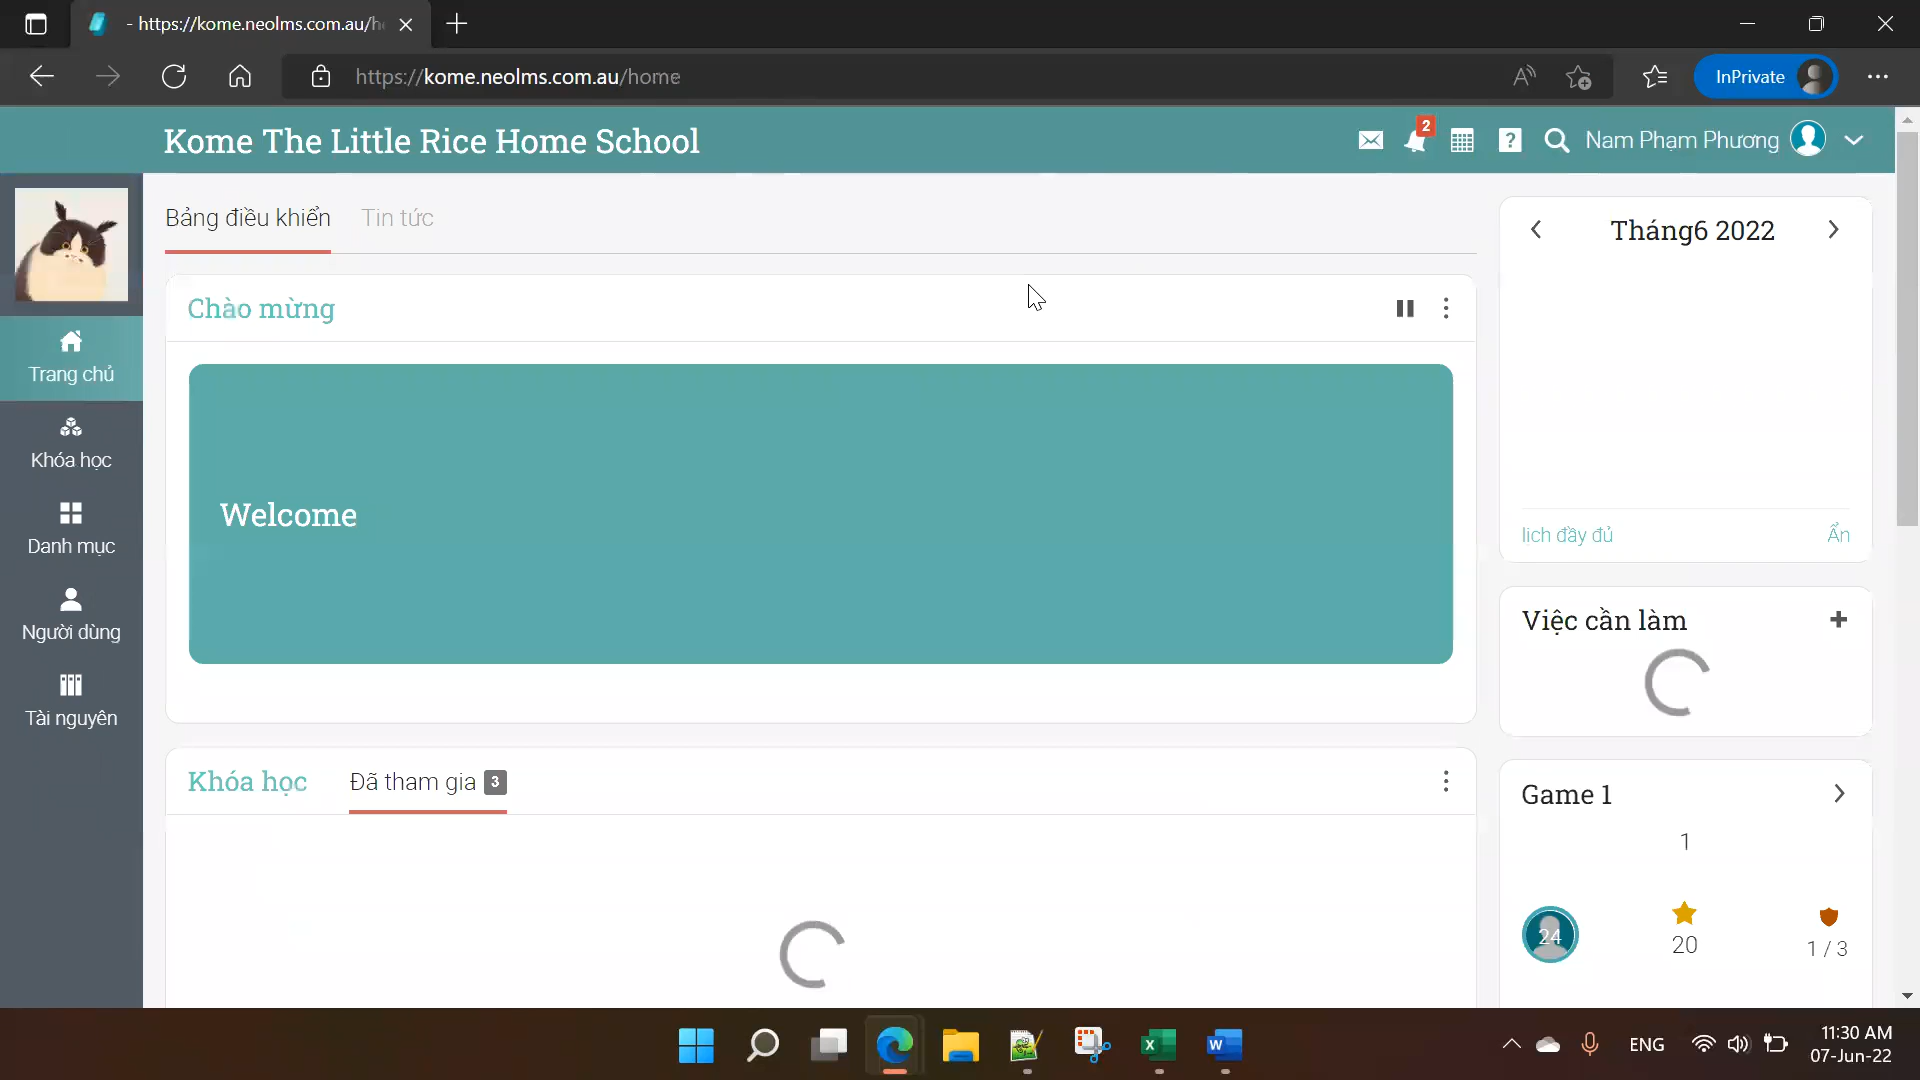 - https://kome.neolms.com.au/h
https://kome.neolms.com.au/home
InPrivate
Kome The Little Rice Home School
2
Nam Phạm Phương
Trang chủ
Khóa học
Danh mục
Người dùng
Tài nguyên
Bảng điều khiển
Tin tức
Chào mừng
Welcome
Khóa học
Đã tham gia 3
Tháng6 2022
lịch đầy đủ
Ẩn
Việc cần làm
Game 1
1
24
20
1 / 3
ENG
11:30 AM
07-Jun-22